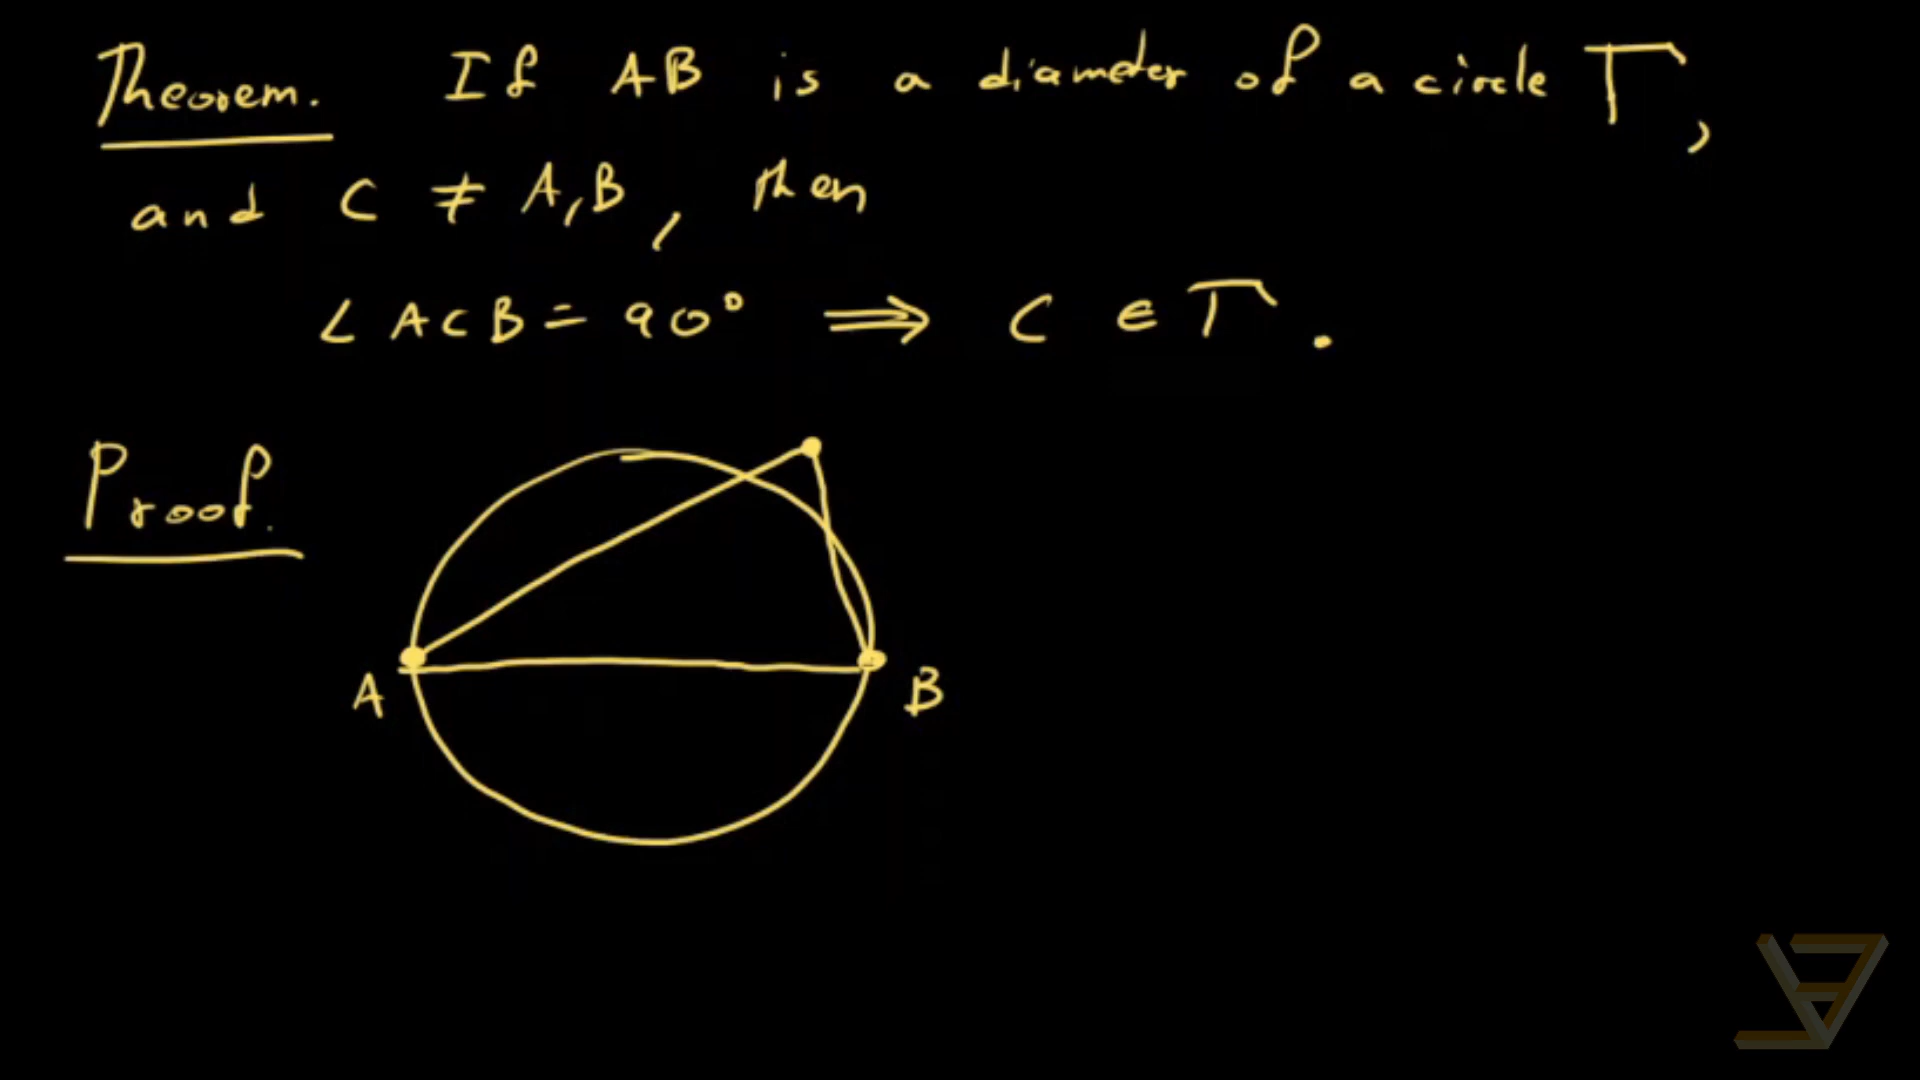 Theorem. If AB is a diameter of a circle Γ,
and C ≠ A,B, then
∠ACB = 90° ⇒ C ∈ Γ.
Proof.
A B